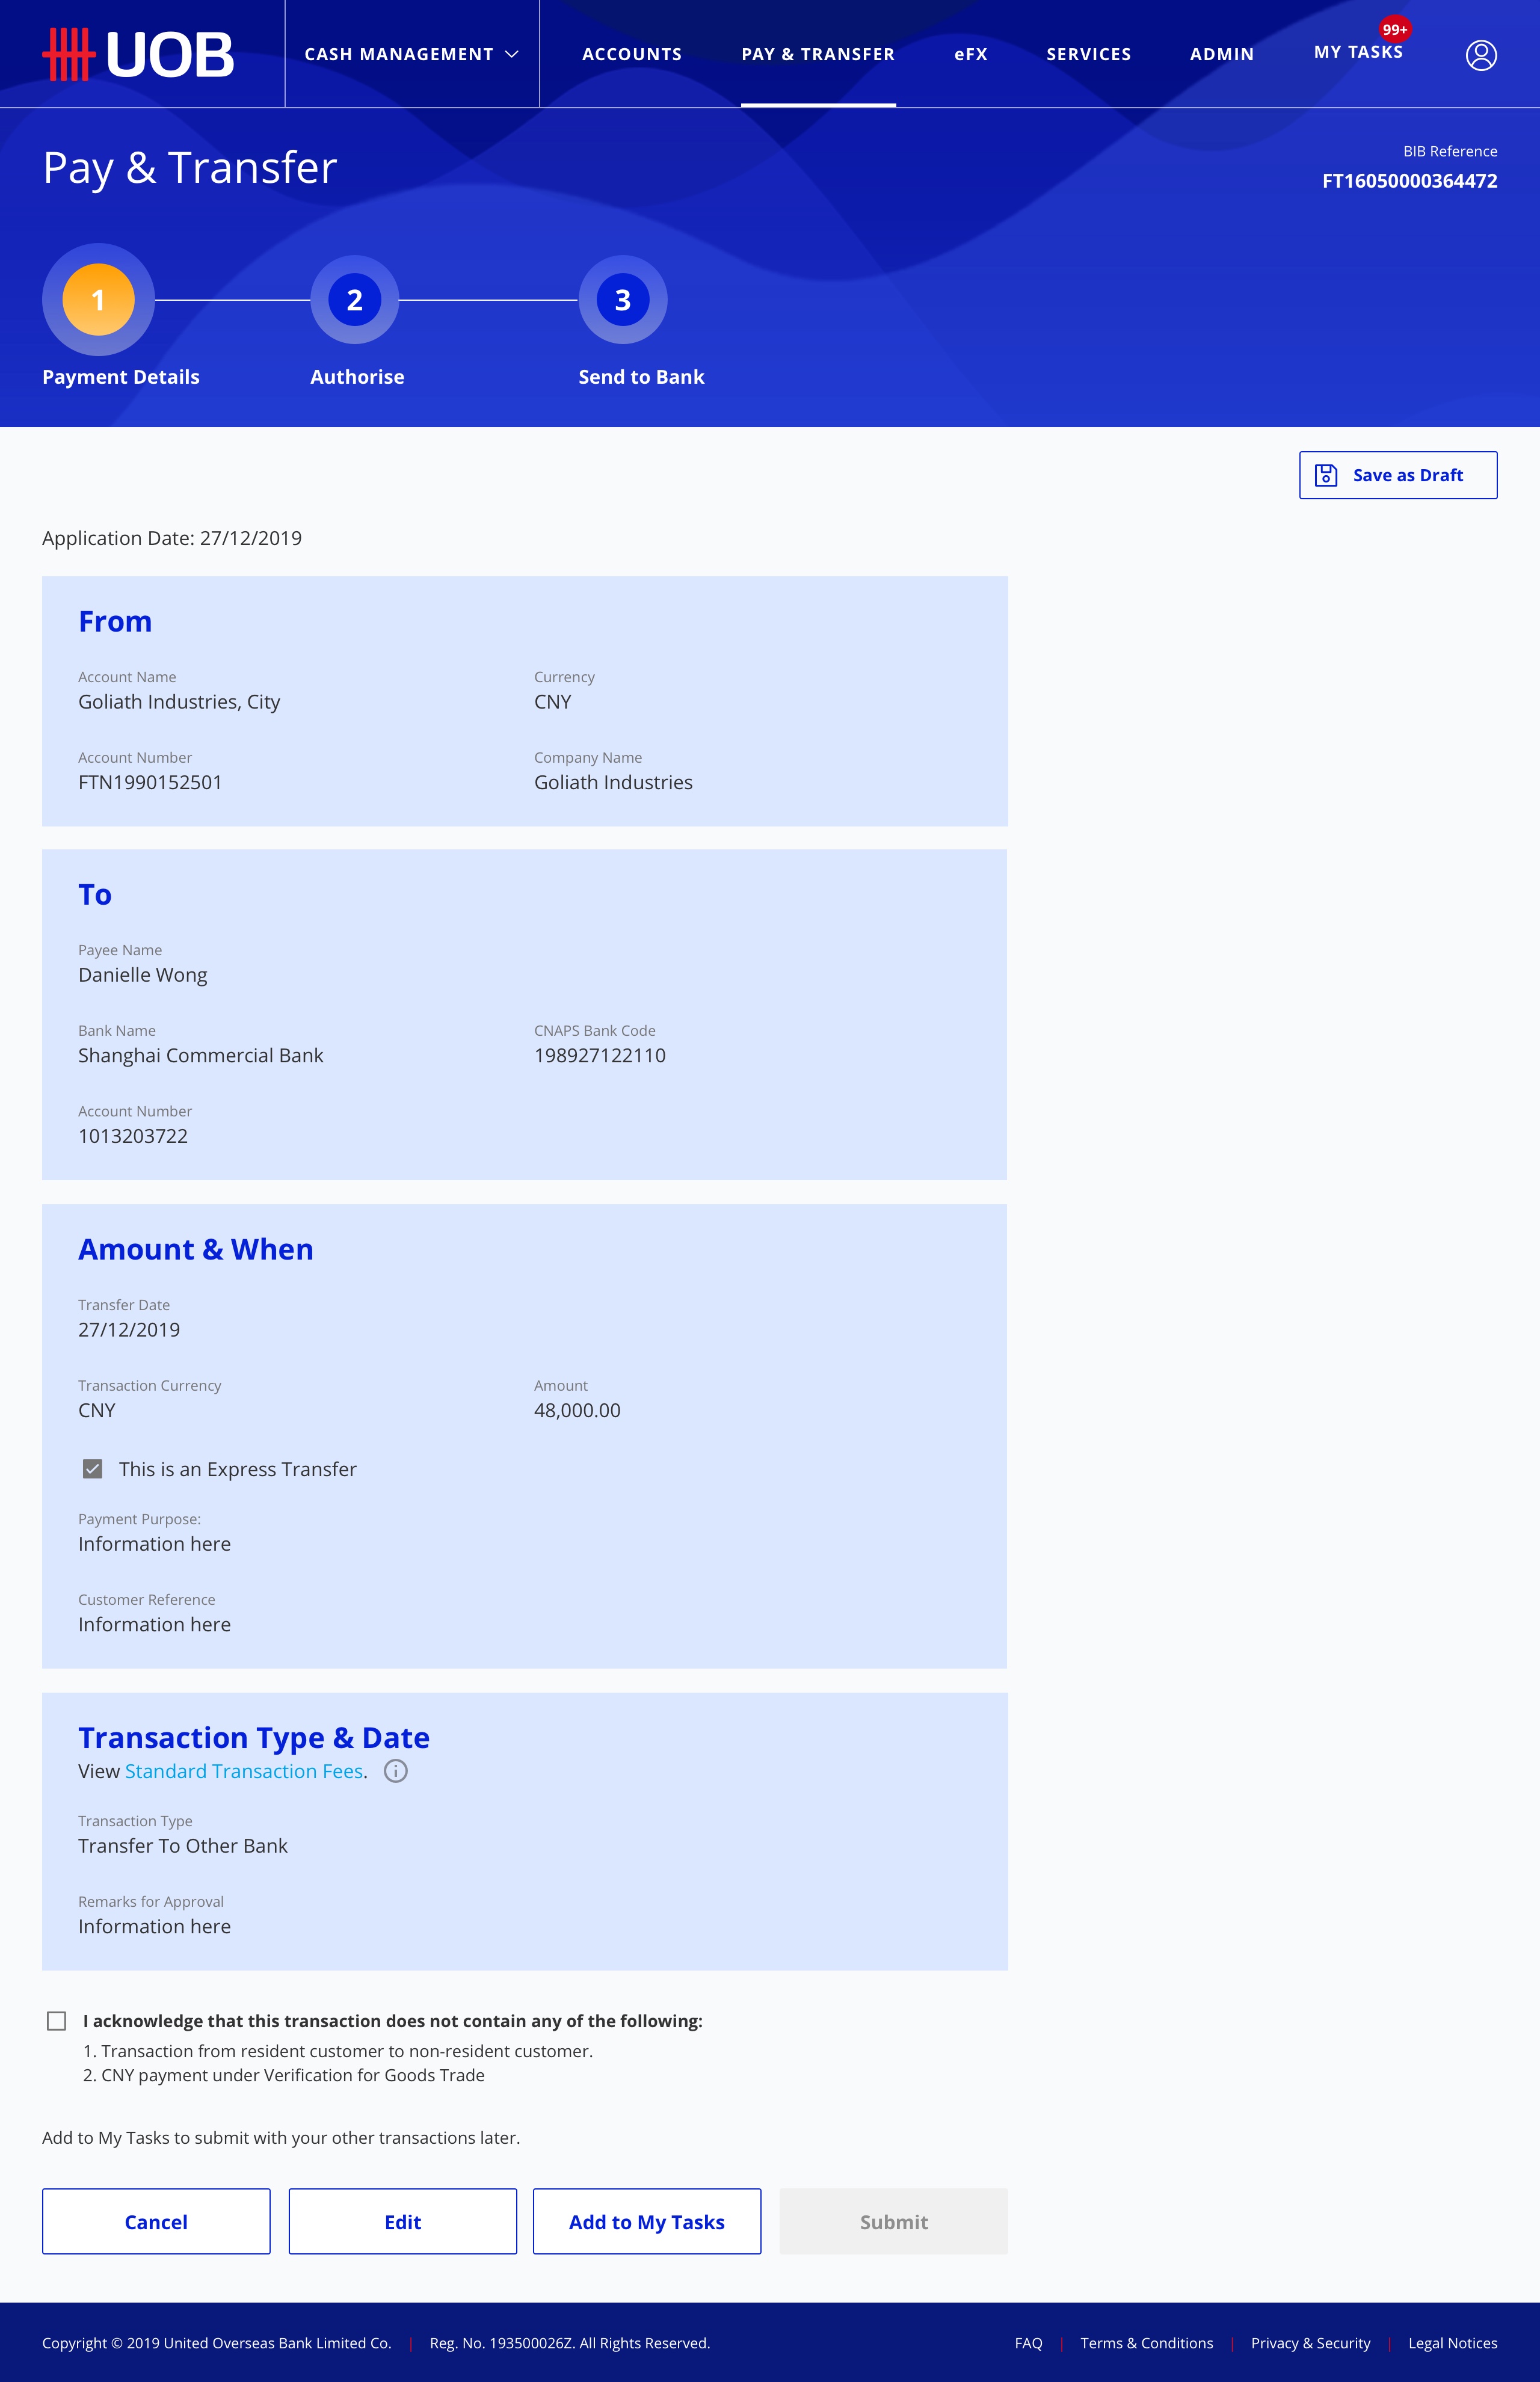 UOB
CASH MANAGEMENT
ACCOUNTS
PAY & TRANSFER
eFX
SERVICES
ADMIN
MY TASKS
99+
Pay & Transfer
BIB Reference
FT16050000364472
1
2
3
Payment Details
Authorise
Send to Bank
Save as Draft
Application Date: 27/12/2019
From
Account Name
Goliath Industries, City
Currency
CNY
Account Number
FTN1990152501
Company Name
Goliath Industries
To
Payee Name
Danielle Wong
Bank Name
Shanghai Commercial Bank
CNAPS Bank Code
198927122110
Account Number
1013203722
Amount & When
Transfer Date
27/12/2019
Transaction Currency
CNY
Amount
48,000.00
This is an Express Transfer
Payment Purpose:
Information here
Customer Reference
Information here
Transaction Type & Date
View Standard Transaction Fees.
Transaction Type
Transfer To Other Bank
Remarks for Approval
Information here
I acknowledge that this transaction does not contain any of the following:
1. Transaction from resident customer to non-resident customer.
2. CNY payment under Verification for Goods Trade
Add to My Tasks to submit with your other transactions later.
Cancel
Edit
Add to My Tasks
Submit
Copyright © 2019 United Overseas Bank Limited Co. | Reg. No. 193500026Z. All Rights Reserved.
FAQ | Terms & Conditions | Privacy & Security | Legal Notices